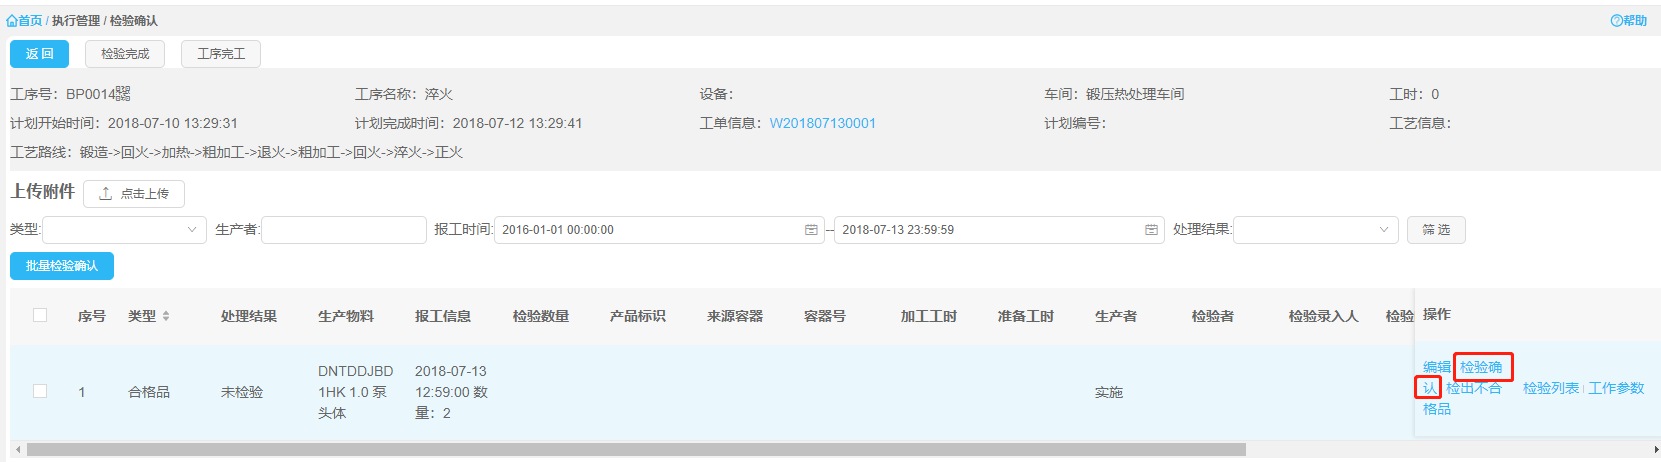 首页 / 执行管理 / 检验确认
帮助
返 回
检验完成
工序完工
工序号：BP0014
工序名称：淬火
设备：
车间：锻压热处理车间
工时：0
计划开始时间：2018-07-10 13:29:31
计划完成时间：2018-07-12 13:29:41
工单信息：W201807130001
计划编号：
工艺信息：
工艺路线：锻造->回火->加热->粗加工->退火->粗加工->回火->淬火->正火
上传附件
点击上传
类型:
生产者:
报工时间:
2016-01-01 00:00:00
--
2018-07-13 23:59:59
处理结果:
筛 选
批量检验确认
序号
类型
处理结果
生产物料
报工信息
检验数量
产品标识
来源容器
容器号
加工工时
准备工时
生产者
检验者
检验录入人
检验
操作
1
合格品
未检验
DNTDDJBD
1HK 1.0 泵
头体
2018-07-13
12:59:00 数
量：2
实施
编辑 检验确
认 检出不合
格品
检验列表
工作参数